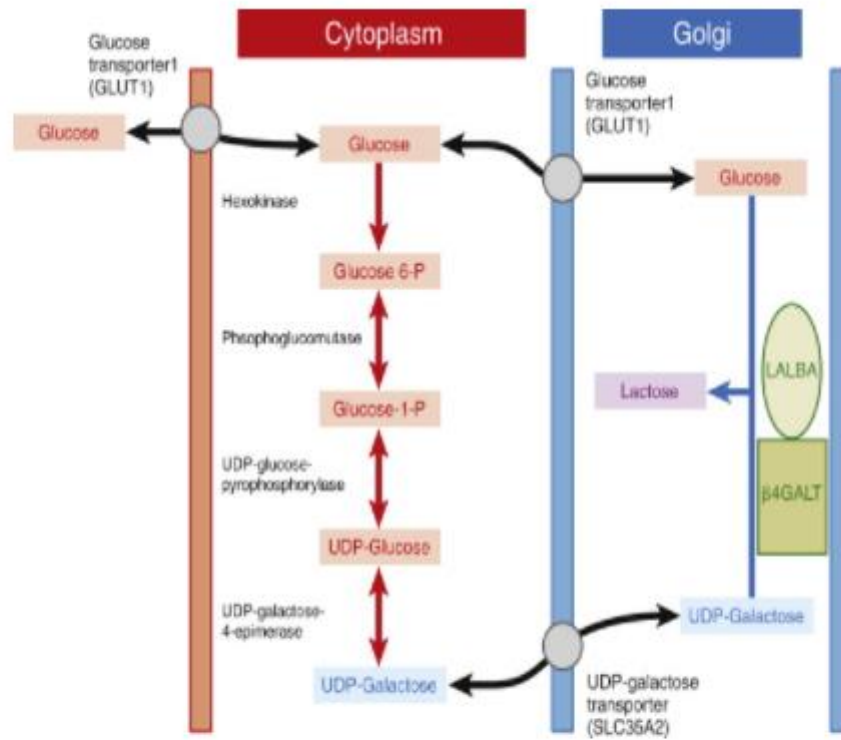 Cytoplasm
Golgi
Glucose
transporter1
(GLUT1)
Glucose
transporter1
(GLUT1)
Glucose
Glucose
Glucose
Hexokinase
Glucose 6-P
Phsophoglucomutase
Glucose-1-P
LALBA
Lactose
UDP-glucose-
pyrophosphorylase
β4GALT
UDP-Glucose
UDP-galactose-
4-epimerase
UDP-Galactose
UDP-Galactose
UDP-galactose
transporter
(SLC35A2)